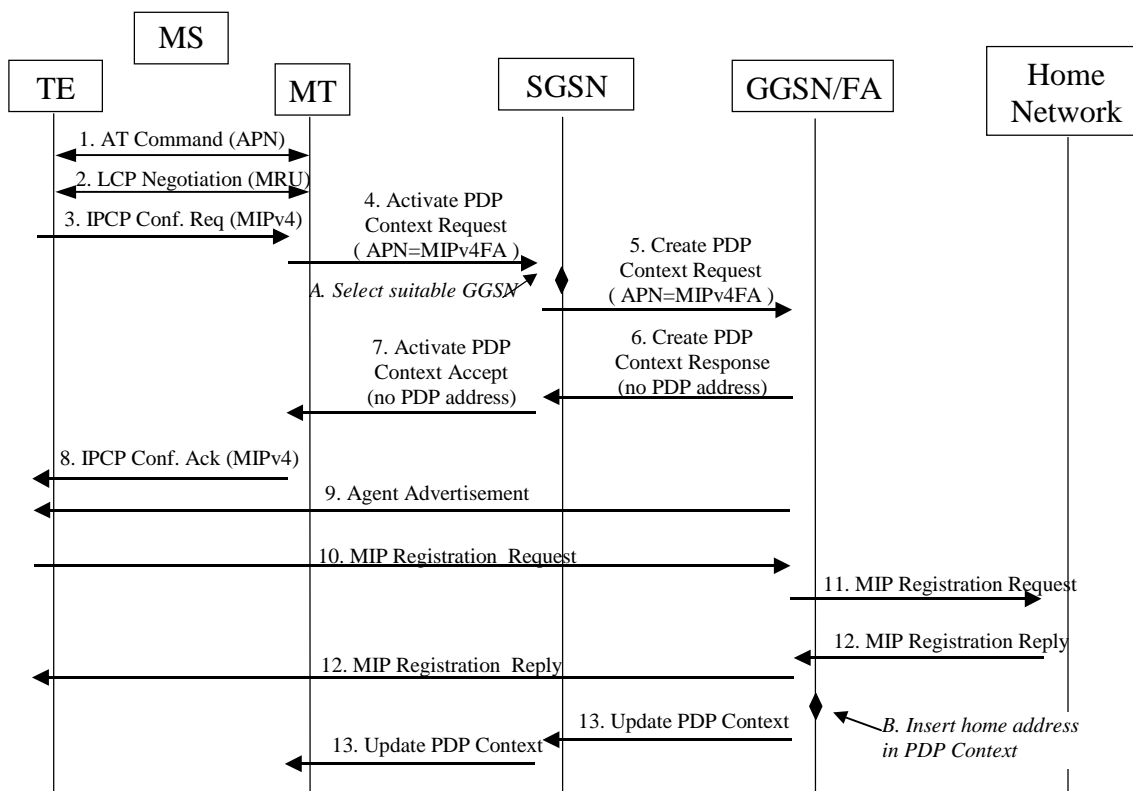 MS
TE
MT
SGSN
GGSN/FA
Home
Network
1. AT Command (APN)
2. LCP Negotiation (MRU)
3. IPCP Conf. Req (MIPv4)
4. Activate PDP
Context Request
( APN=MIPv4FA )
A. Select suitable GGSN
5. Create PDP
Context Request
( APN=MIPv4FA )
6. Create PDP
Context Response
(no PDP address)
7. Activate PDP
Context Accept
(no PDP address)
8. IPCP Conf. Ack (MIPv4)
9. Agent Advertisement
10. MIP Registration Request
11. MIP Registration Request
12. MIP Registration Reply
12. MIP Registration Reply
B. Insert home address
in PDP Context
13. Update PDP Context
13. Update PDP Context